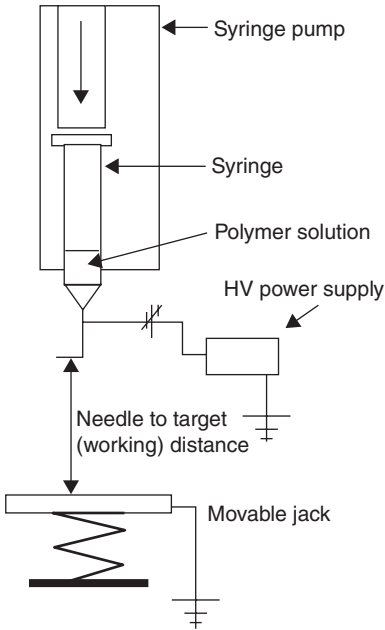 Syringe pump
Syringe
Polymer solution
HV power supply
Needle to target
(working) distance
Movable jack